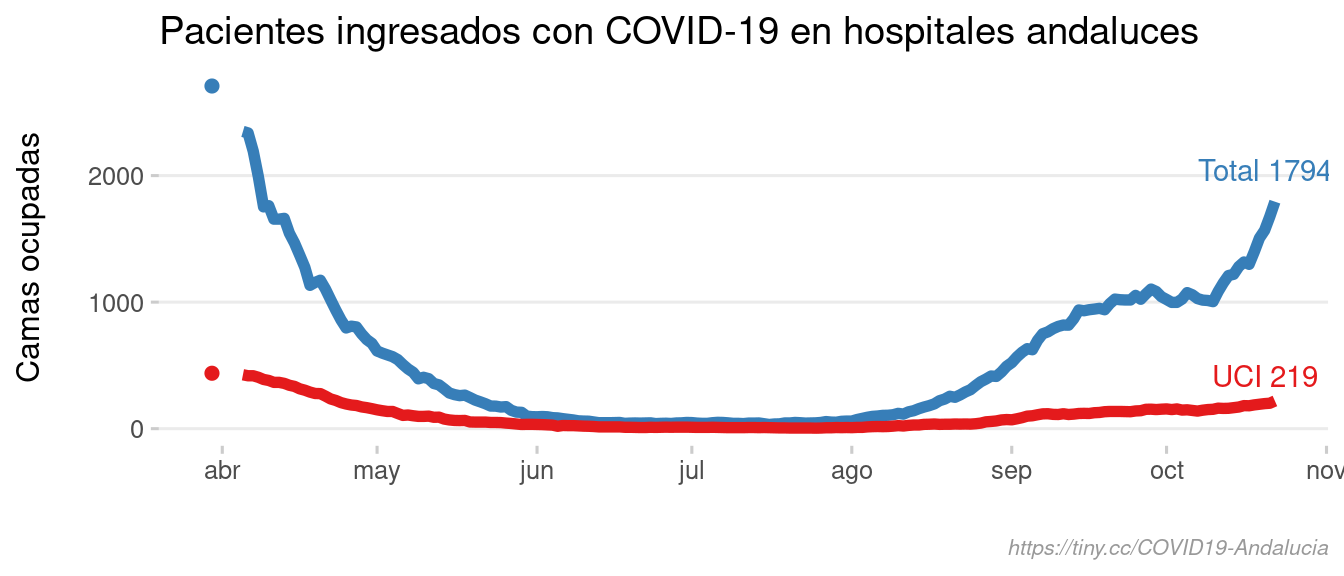 Pacientes ingresados con COVID-19 en hospitales andaluces
Camas ocupadas
2000
1000
0
Total 1794
UCI 219
abr may jun jul ago sep oct nov
https://tiny.cc/COVID19-Andalucia